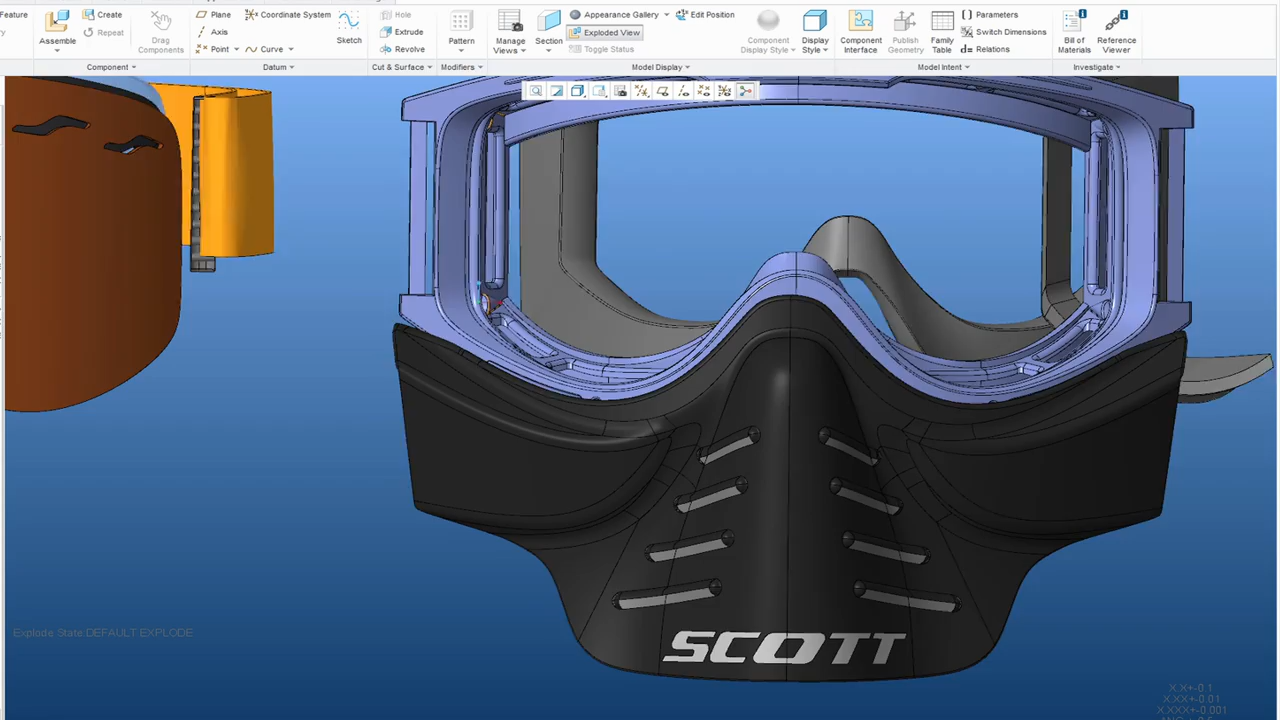 Feature
Assemble
Create
Repeat
Drag Components
Component
Plane
Axis
Point
Coordinate System
Curve
Sketch
Datum
Hole
Extrude
Revolve
Cut & Surface
Pattern
Modifiers
Manage Views
Section
Appearance Gallery
Exploded View
Toggle Status
Edit Position
Component Display Style
Display Style
Model Display
Component Interface
Publish Geometry
Family Table
Parameters
Switch Dimensions
Relations
Model Intent
Bill of Materials
Reference Viewer
Investigate
SCOTT
Explode State:DEFAULT EXPLODE
X.X+-0.1
X.XX+-0.01
X.XXX+-0.001